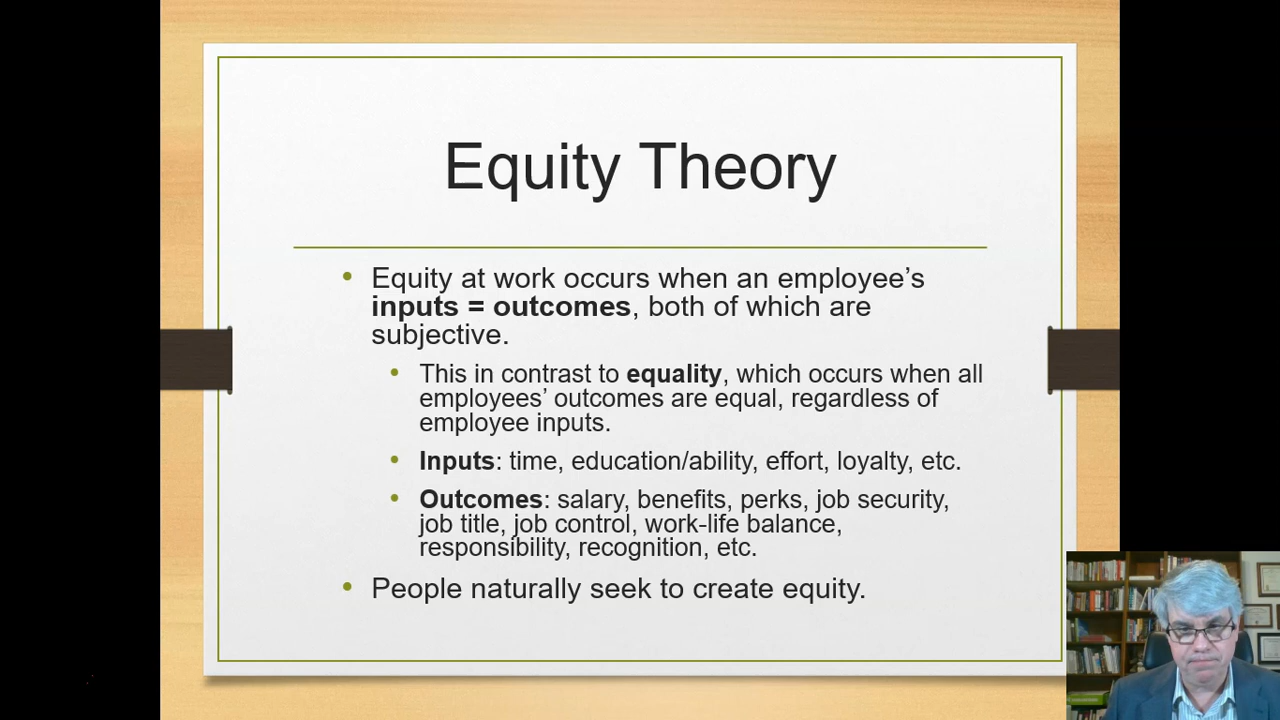 Equity Theory
• Equity at work occurs when an employee’s
inputs = outcomes, both of which are
subjective.
• This in contrast to equality, which occurs when all
employees’ outcomes are equal, regardless of
employee inputs.
• Inputs: time, education/ability, effort, loyalty, etc.
• Outcomes: salary, benefits, perks, job security,
job title, job control, work-life balance,
responsibility, recognition, etc.
• People naturally seek to create equity.